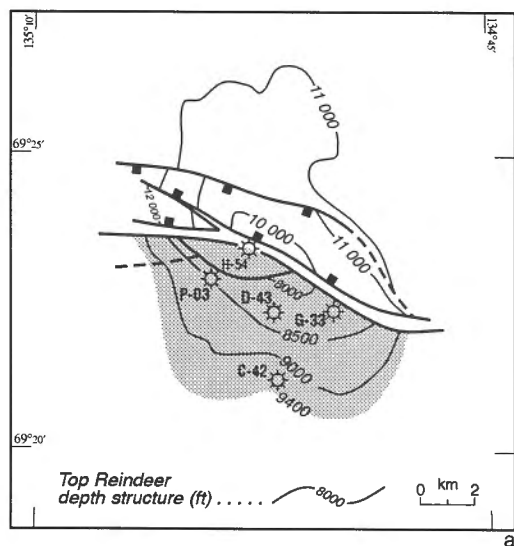 135°10'
134°45'
69°25'
11 000
12 000
10 000
11 000
H-54
8000
P-03
D-43
G-33
8500
9000
C-42
9400
69°20'
Top Reindeer
depth structure (ft) . . . . . 8000
km
0 2
a